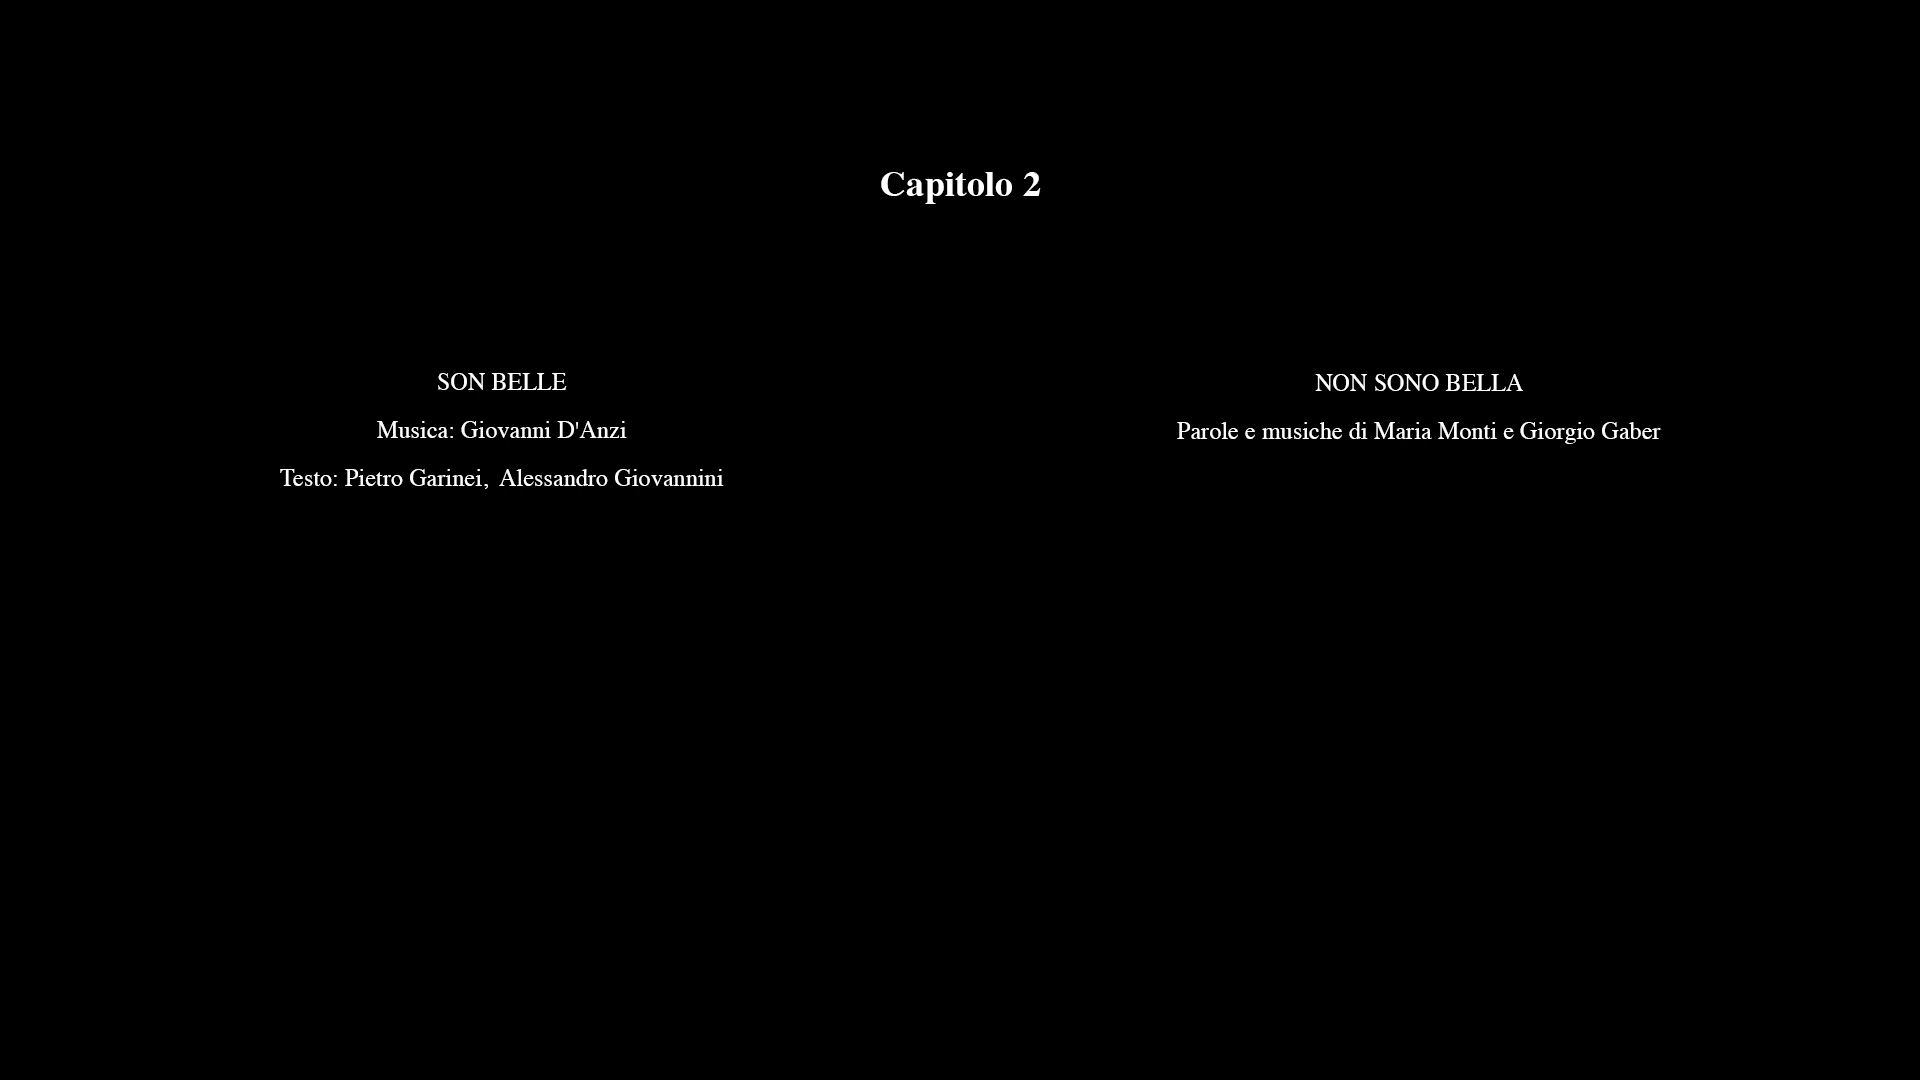 Capitolo 2
SON BELLE
Musica: Giovanni D'Anzi
Testo: Pietro Garinei, Alessandro Giovannini
NON SONO BELLA
Parole e musiche di Maria Monti e Giorgio Gaber